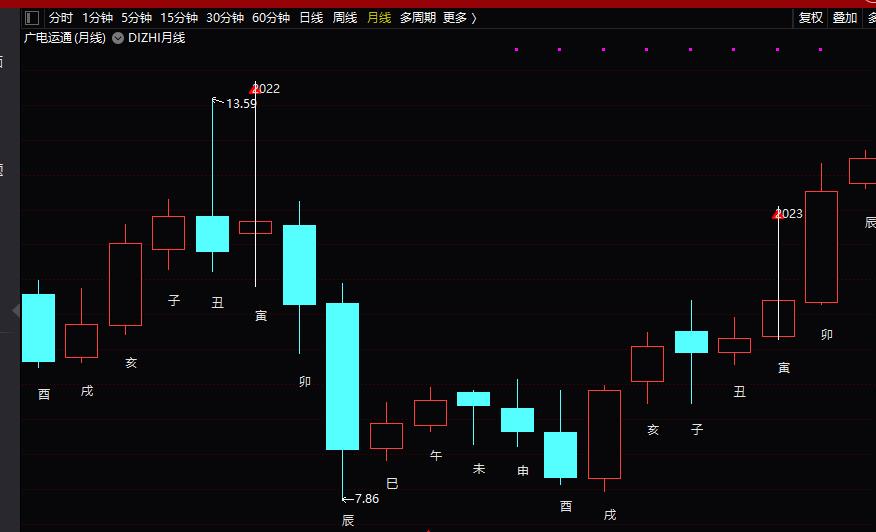 分时 1分钟 5分钟 15分钟 30分钟 60分钟 日线 周线 月线 多周期 更多 〉 复权 叠加 多
广电运通(月线) DIZHI月线
2022
13.59
2023
辰
子
丑
寅
卯
亥
寅
酉
戌
卯
丑
亥
子
午
未
申
巳
7.86
酉
戌
辰